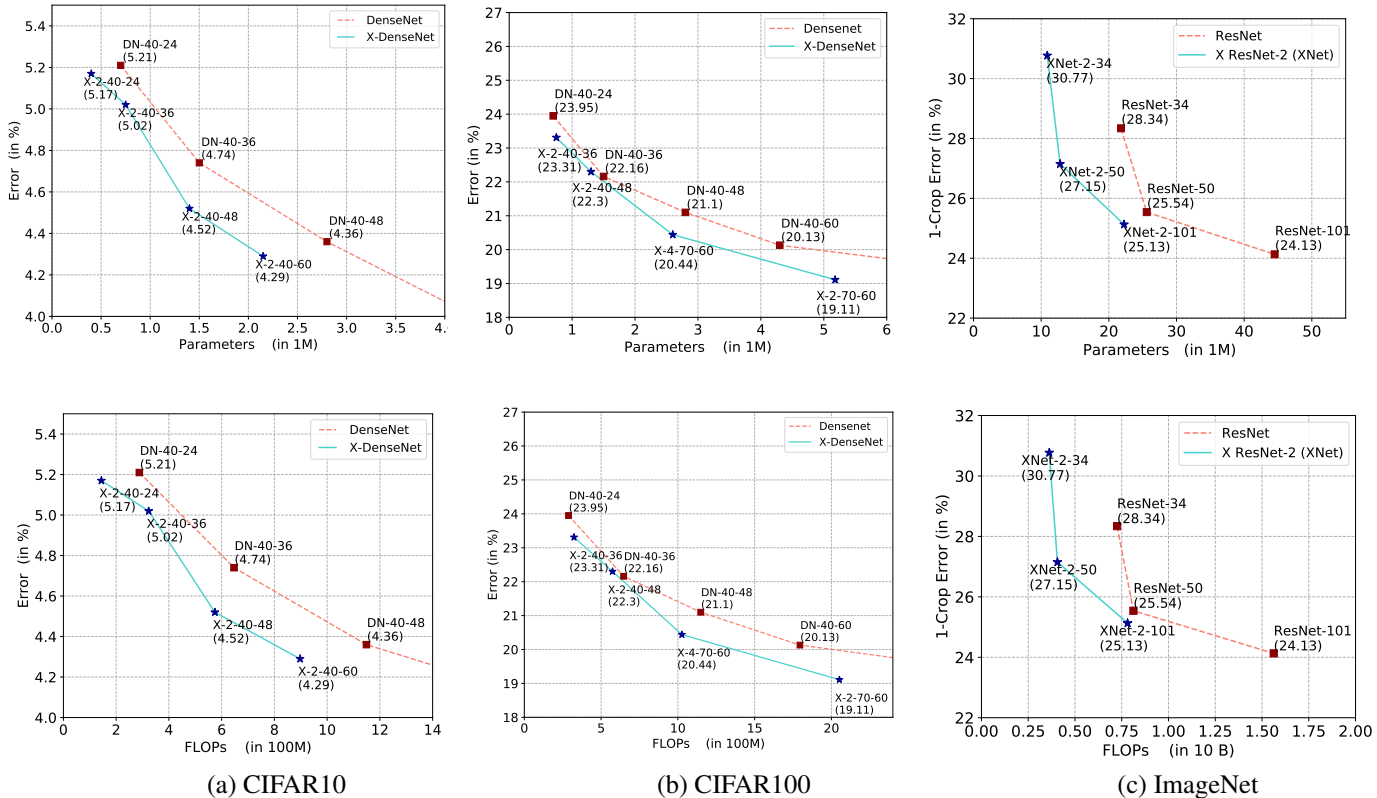 5.4
5.2
5.0
4.8
4.6
4.4
4.2
4.0
Error (in %)
0.0 0.5 1.0 1.5 2.0 2.5 3.0 3.5 4.
Parameters (in 1M)
DenseNet
X-DenseNet
DN-40-24
(5.21)
X-2-40-24
(5.17)
X-2-40-36
(5.02)
DN-40-36
(4.74)
X-2-40-48
(4.52)
DN-40-48
(4.36)
X-2-40-60
(4.29)
27
26
25
24
23
22
21
20
19
18
Error (in %)
0 1 2 3 4 5 6
Parameters (in 1M)
Densenet
X-DenseNet
DN-40-24
(23.95)
X-2-40-36
(23.31)
DN-40-36
(22.16)
X-2-40-48
(22.3)
DN-40-48
(21.1)
X-4-70-60
(20.44)
DN-40-60
(20.13)
X-2-70-60
(19.11)
32
30
28
26
24
22
1-Crop Error (in %)
0 10 20 30 40 50
Parameters (in 1M)
ResNet
X ResNet-2 (XNet)
XNet-2-34
(30.77)
ResNet-34
(28.34)
XNet-2-50
(27.15)
ResNet-50
(25.54)
XNet-2-101
(25.13)
ResNet-101
(24.13)
5.4
5.2
5.0
4.8
4.6
4.4
4.2
4.0
Error (in %)
0 2 4 6 8 10 12 14
FLOPs (in 100M)
DenseNet
X-DenseNet
DN-40-24
(5.21)
X-2-40-24
(5.17)
X-2-40-36
(5.02)
DN-40-36
(4.74)
X-2-40-48
(4.52)
DN-40-48
(4.36)
X-2-40-60
(4.29)
27
26
25
24
23
22
21
20
19
18
Error (in %)
0 5 10 15 20
FLOPs (in 100M)
Densenet
X-DenseNet
DN-40-24
(23.95)
X-2-40-36
(23.31)
DN-40-36
(22.16)
X-2-40-48
(22.3)
DN-40-48
(21.1)
X-4-70-60
(20.44)
DN-40-60
(20.13)
X-2-70-60
(19.11)
32
30
28
26
24
22
1-Crop Error (in %)
0.00 0.25 0.50 0.75 1.00 1.25 1.50 1.75 2.00
FLOPs (in 10 B)
ResNet
X ResNet-2 (XNet)
XNet-2-34
(30.77)
ResNet-34
(28.34)
XNet-2-50
(27.15)
ResNet-50
(25.54)
XNet-2-101
(25.13)
ResNet-101
(24.13)
(a) CIFAR10
(b) CIFAR100
(c) ImageNet